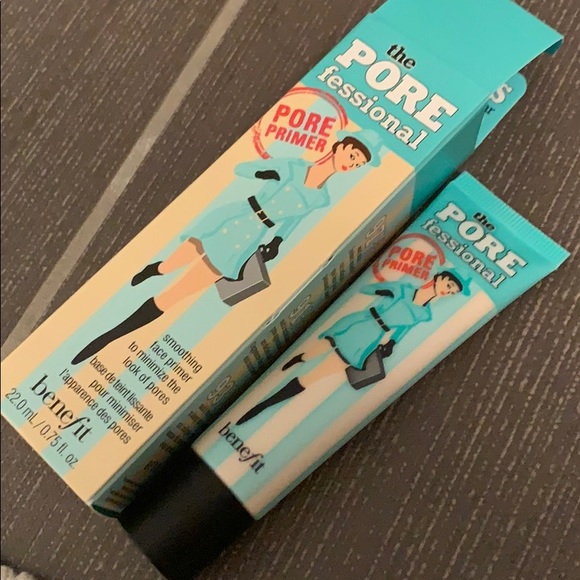 the
PORE
fessional
PORE
PRIMER
smoothing
face primer
to minimize the
look of pores
base de teint lissante
pour minimiser
l'apparence des pores
benefit
22.0 mL / 0.75 fl. oz.
the
PORE
fessional
PORE
PRIMER
benefit